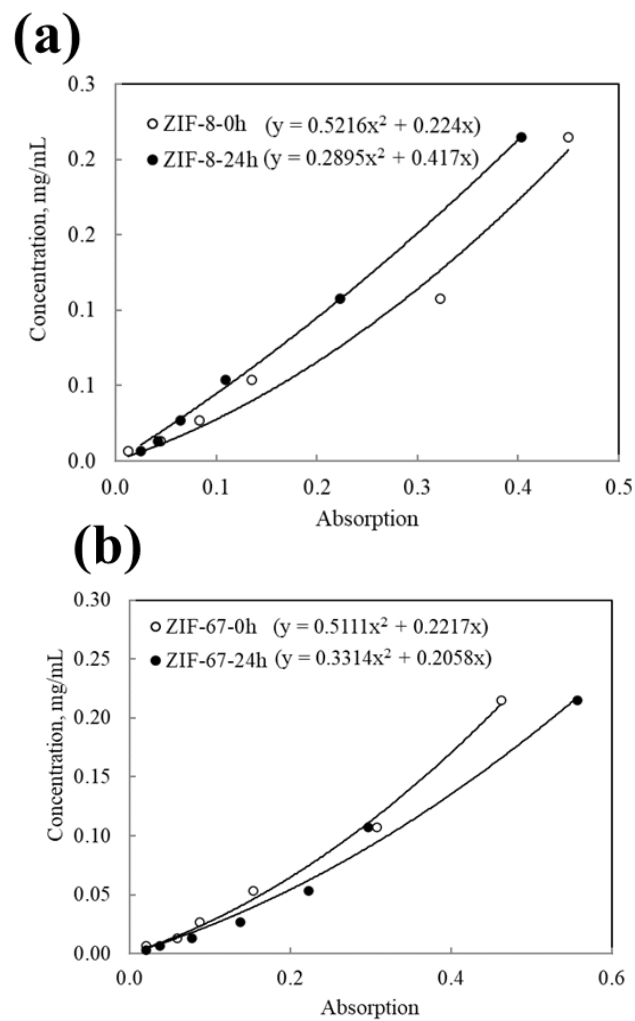 (a)
0.3
ZIF-8-0h (y = 0.5216x² + 0.224x)
ZIF-8-24h (y = 0.2895x² + 0.417x)
0.2
0.2
0.1
0.1
0.0
Concentration, mg/mL
0.0 0.1 0.2 0.3 0.4 0.5
Absorption
(b)
0.30
ZIF-67-0h (y = 0.5111x² + 0.2217x)
ZIF-67-24h (y = 0.3314x² + 0.2058x)
0.25
0.20
0.15
0.10
0.05
0.00
Concentration, mg/mL
0.0 0.2 0.4 0.6
Absorption